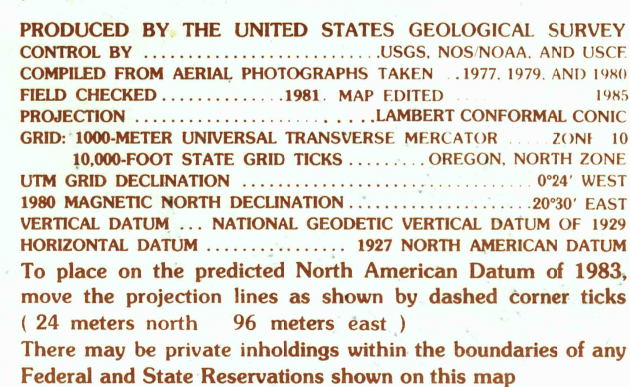 PRODUCED BY THE UNITED STATES GEOLOGICAL SURVEY
CONTROL BY ..............................USGS, NOS/NOAA, AND USCE
COMPILED FROM AERIAL PHOTOGRAPHS TAKEN ..1977, 1979, AND 1980
FIELD CHECKED...............1981. MAP EDITED .... 1985
PROJECTION ..............................LAMBERT CONFORMAL CONIC
GRID: 1000-METER UNIVERSAL TRANSVERSE MERCATOR ..... ZONE 10
10,000-FOOT STATE GRID TICKS.........OREGON, NORTH ZONE
UTM GRID DECLINATION .....................................0°24' WEST
1980 MAGNETIC NORTH DECLINATION......................20°30' EAST
VERTICAL DATUM ... NATIONAL GEODETIC VERTICAL DATUM OF 1929
HORIZONTAL DATUM ................ 1927 NORTH AMERICAN DATUM
To place on the predicted North American Datum of 1983,
move the projection lines as shown by dashed corner ticks
( 24 meters north 96 meters east )
There may be private inholdings within the boundaries of any
Federal and State Reservations shown on this map